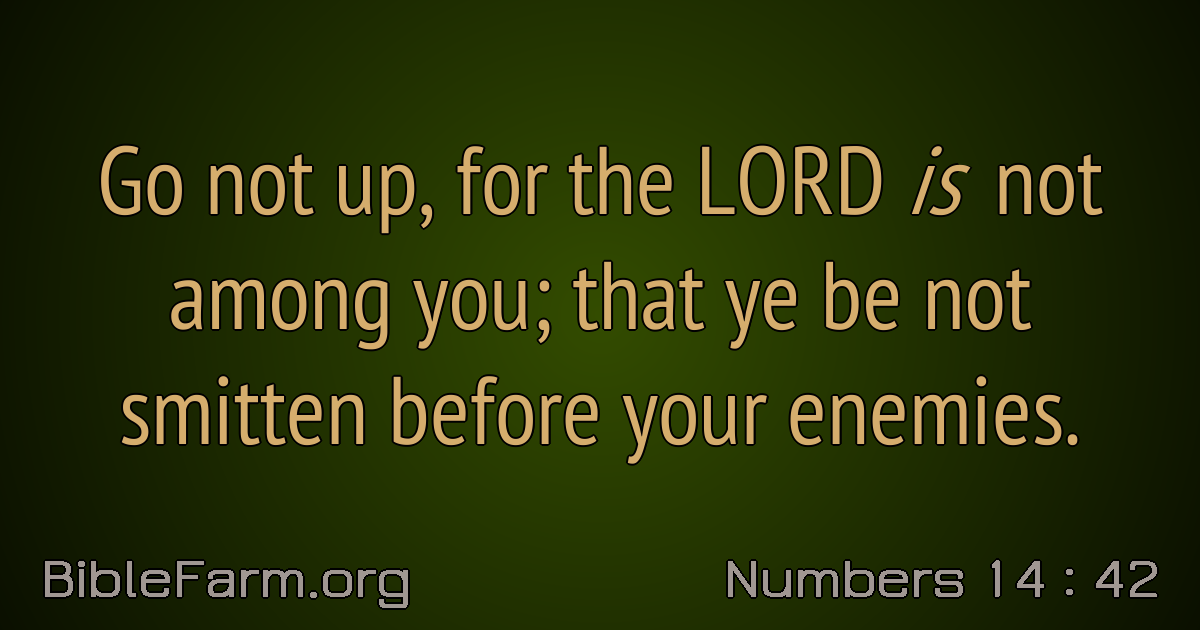 Go not up, for the LORD is not
among you; that ye be not
smitten before your enemies.
BibleFarm.org
Numbers 14 : 42